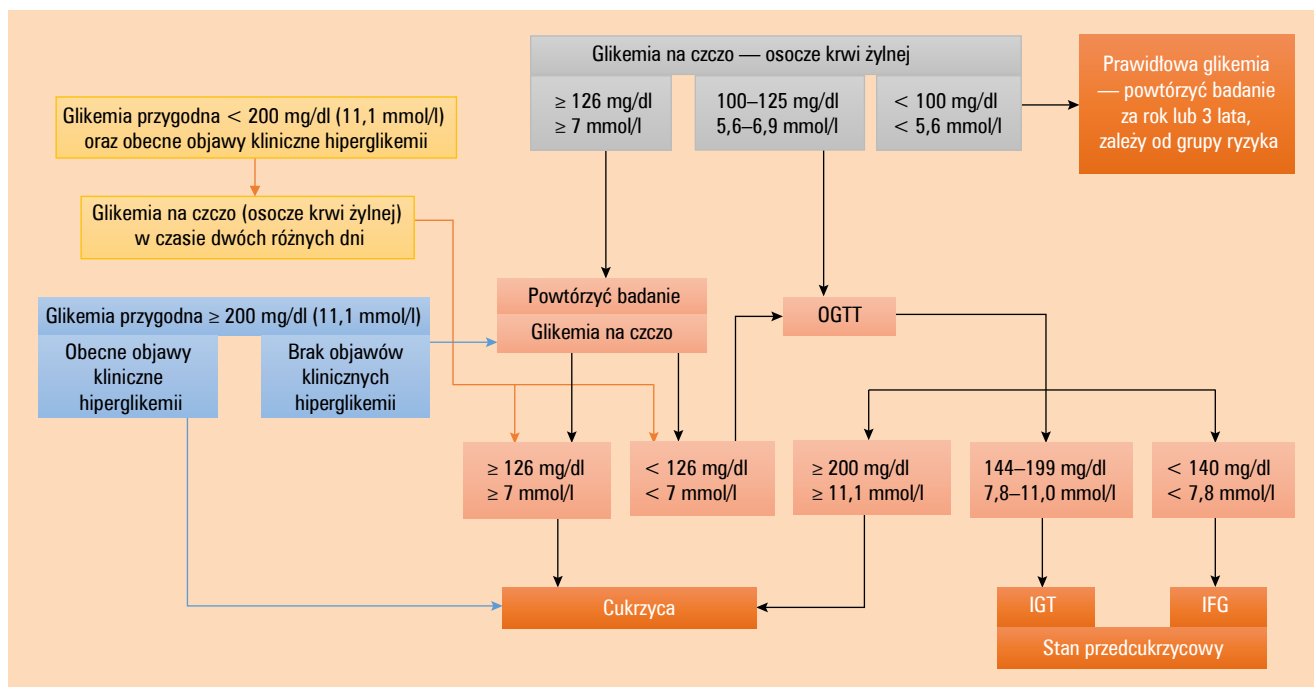 Glikemia na czczo — osocze krwi żylnej
≥ 126 mg/dl
≥ 7 mmol/l
100–125 mg/dl
5,6–6,9 mmol/l
< 100 mg/dl
< 5,6 mmol/l
Prawidłowa glikemia
— powtórzyć badanie
za rok lub 3 lata,
zależy od grupy ryzyka
Glikemia przygodna < 200 mg/dl (11,1 mmol/l)
oraz obecne objawy kliniczne hiperglikemii
Glikemia na czczo (osocze krwi żylnej)
w czasie dwóch różnych dni
Glikemia przygodna ≥ 200 mg/dl (11,1 mmol/l)
Obecne objawy
kliniczne
hiperglikemii
Brak objawów
klinicznych
hiperglikemii
Powtórzyć badanie
Glikemia na czczo
OGTT
≥ 126 mg/dl
≥ 7 mmol/l
< 126 mg/dl
< 7 mmol/l
≥ 200 mg/dl
≥ 11,1 mmol/l
144–199 mg/dl
7,8–11,0 mmol/l
< 140 mg/dl
< 7,8 mmol/l
Cukrzyca
IGT
IFG
Stan przedcukrzycowy